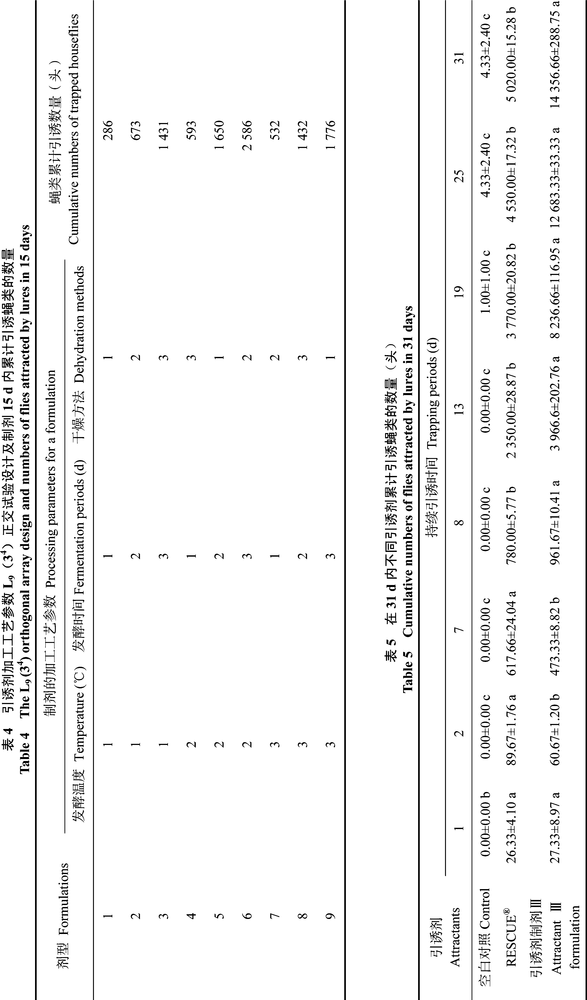 表 4 引诱剂加工工艺参数 L9（3^4）正交试验设计及制剂 15 d 内累计引诱蝇类的数量
Table 4 The L9(3^4) orthogonal array design and numbers of flies attracted by lures in 15 days
剂型 Formulations 制剂的加工工艺参数 Processing parameters for a formulation 蝇类累计引诱数量（头）
发酵温度 Temperature (℃) 发酵时间 Fermentation periods (d) 干燥方法 Dehydration methods Cumulative numbers of trapped houseflies
1 1 1 1 286
2 1 2 2 673
3 1 3 3 1 431
4 2 1 3 593
5 2 2 1 1 650
6 2 3 2 2 586
7 3 1 2 532
8 3 2 3 1 432
9 3 3 1 1 776
表 5 在 31 d 内不同引诱剂累计引诱蝇类的数量（头）
Table 5 Cumulative numbers of flies attracted by lures in 31 days
引诱剂 持续引诱时间 Trapping periods (d)
Attractants 1 2 7 8 13 19 25 31
空白对照 Control 0.00±0.00 b 0.00±0.00 c 0.00±0.00 c 0.00±0.00 c 0.00±0.00 c 1.00±1.00 c 4.33±2.40 c 4.33±2.40 c
RESCUE® 26.33±4.10 a 89.67±1.76 a 617.66±24.04 a 780.00±5.77 b 2 350.00±28.87 b 3 770.00±20.82 b 4 530.00±17.32 b 5 020.00±15.28 b
引诱剂制剂Ⅲ
Attractant Ⅲ 27.33±8.97 a 60.67±1.20 b 473.33±8.82 b 961.67±10.41 a 3 966.6±202.76 a 8 236.66±116.95 a 12 683.33±33.33 a 14 356.66±288.75 a
formulation